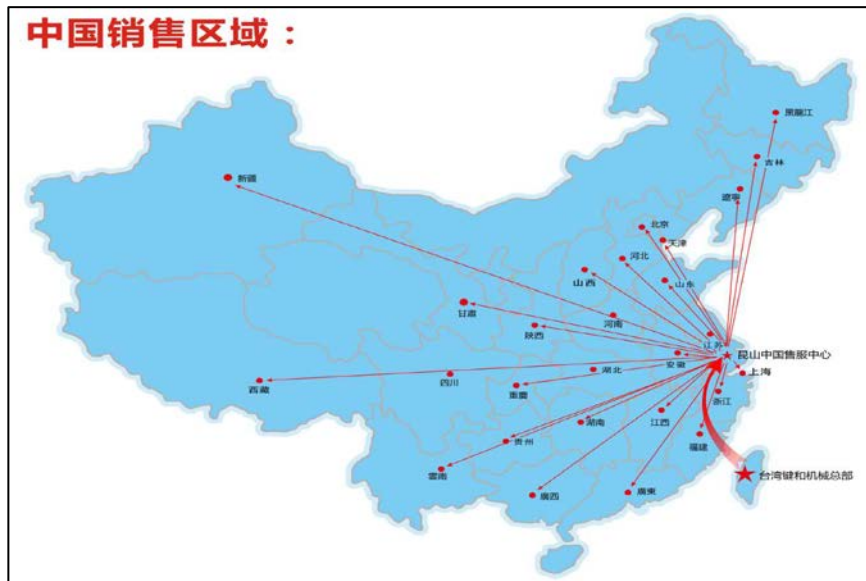 中国销售区域：
黑龍江
吉林
遼寧
新疆
北京
天津
河北
山西
山东
甘肃
河南
陕西
江苏
昆山中国售服中心
安徽
上海
湖北
四川
西藏
重慶
浙江
江西
湖南
贵州
福建
雲南
台湾键和机械总部
廣西
廣東